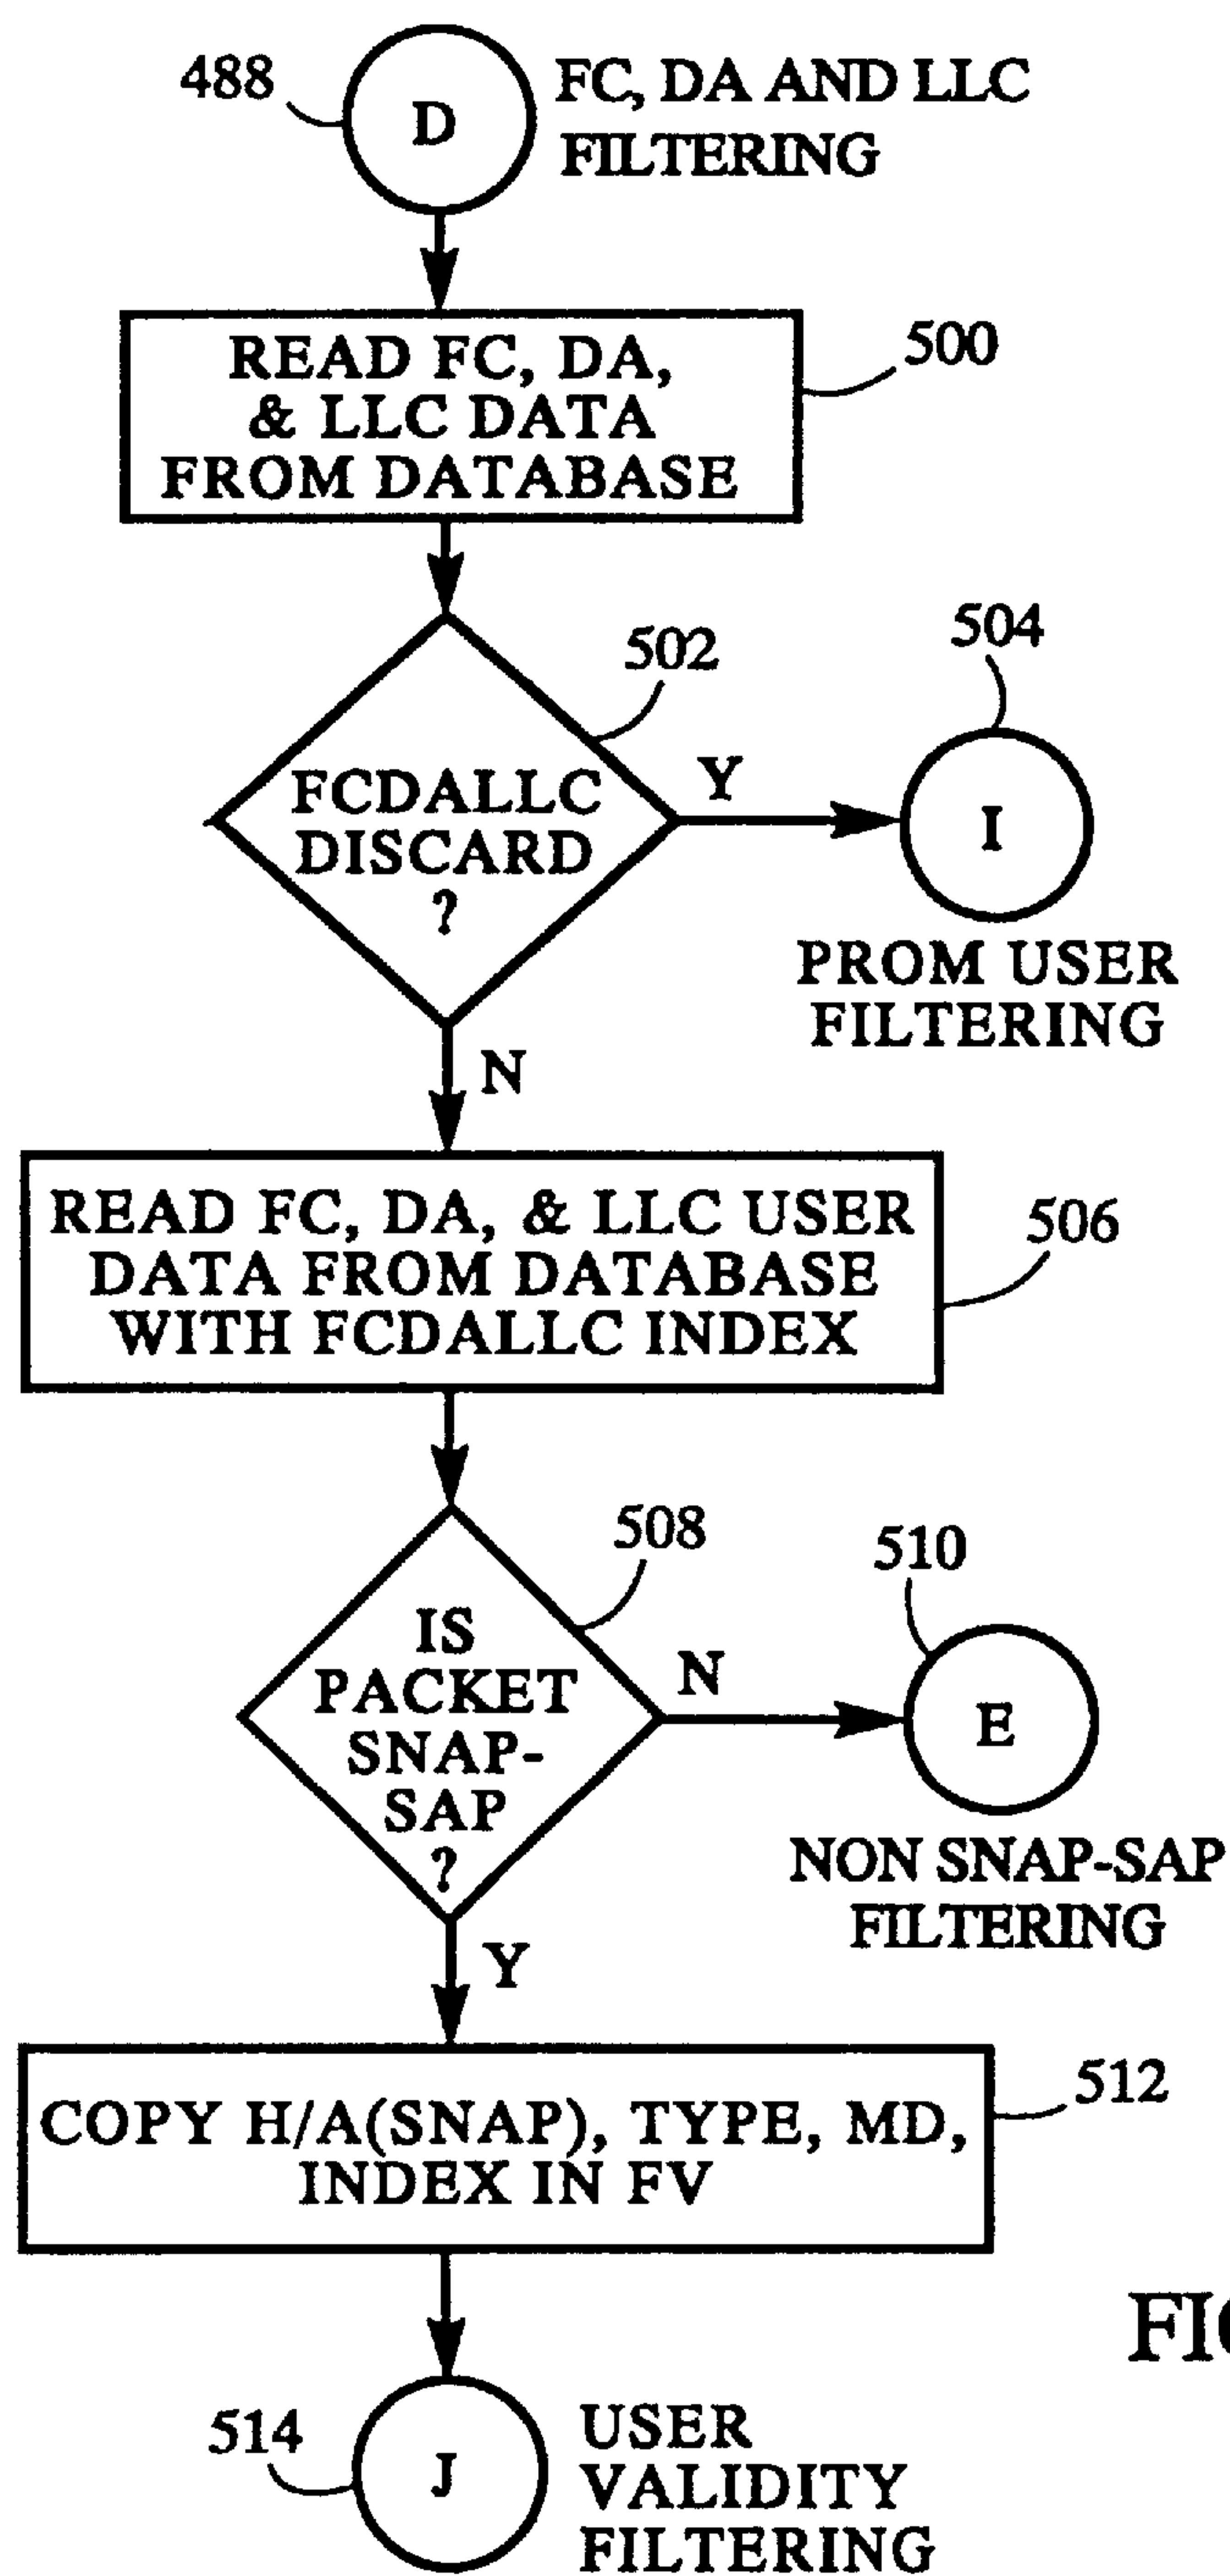 488
D
FC, DA AND LLC
FILTERING
READ FC, DA,
& LLC DATA
FROM DATABASE
500
502
504
FCDALLC
DISCARD
?
Y
I
PROM USER
FILTERING
N
READ FC, DA, & LLC USER
DATA FROM DATABASE
WITH FCDALLC INDEX
506
508
510
IS
PACKET
SNAP-
SAP
?
N
E
NON SNAP-SAP
FILTERING
Y
COPY H/A(SNAP), TYPE, MD,
INDEX IN FV
512
514
J
USER
VALIDITY
FILTERING